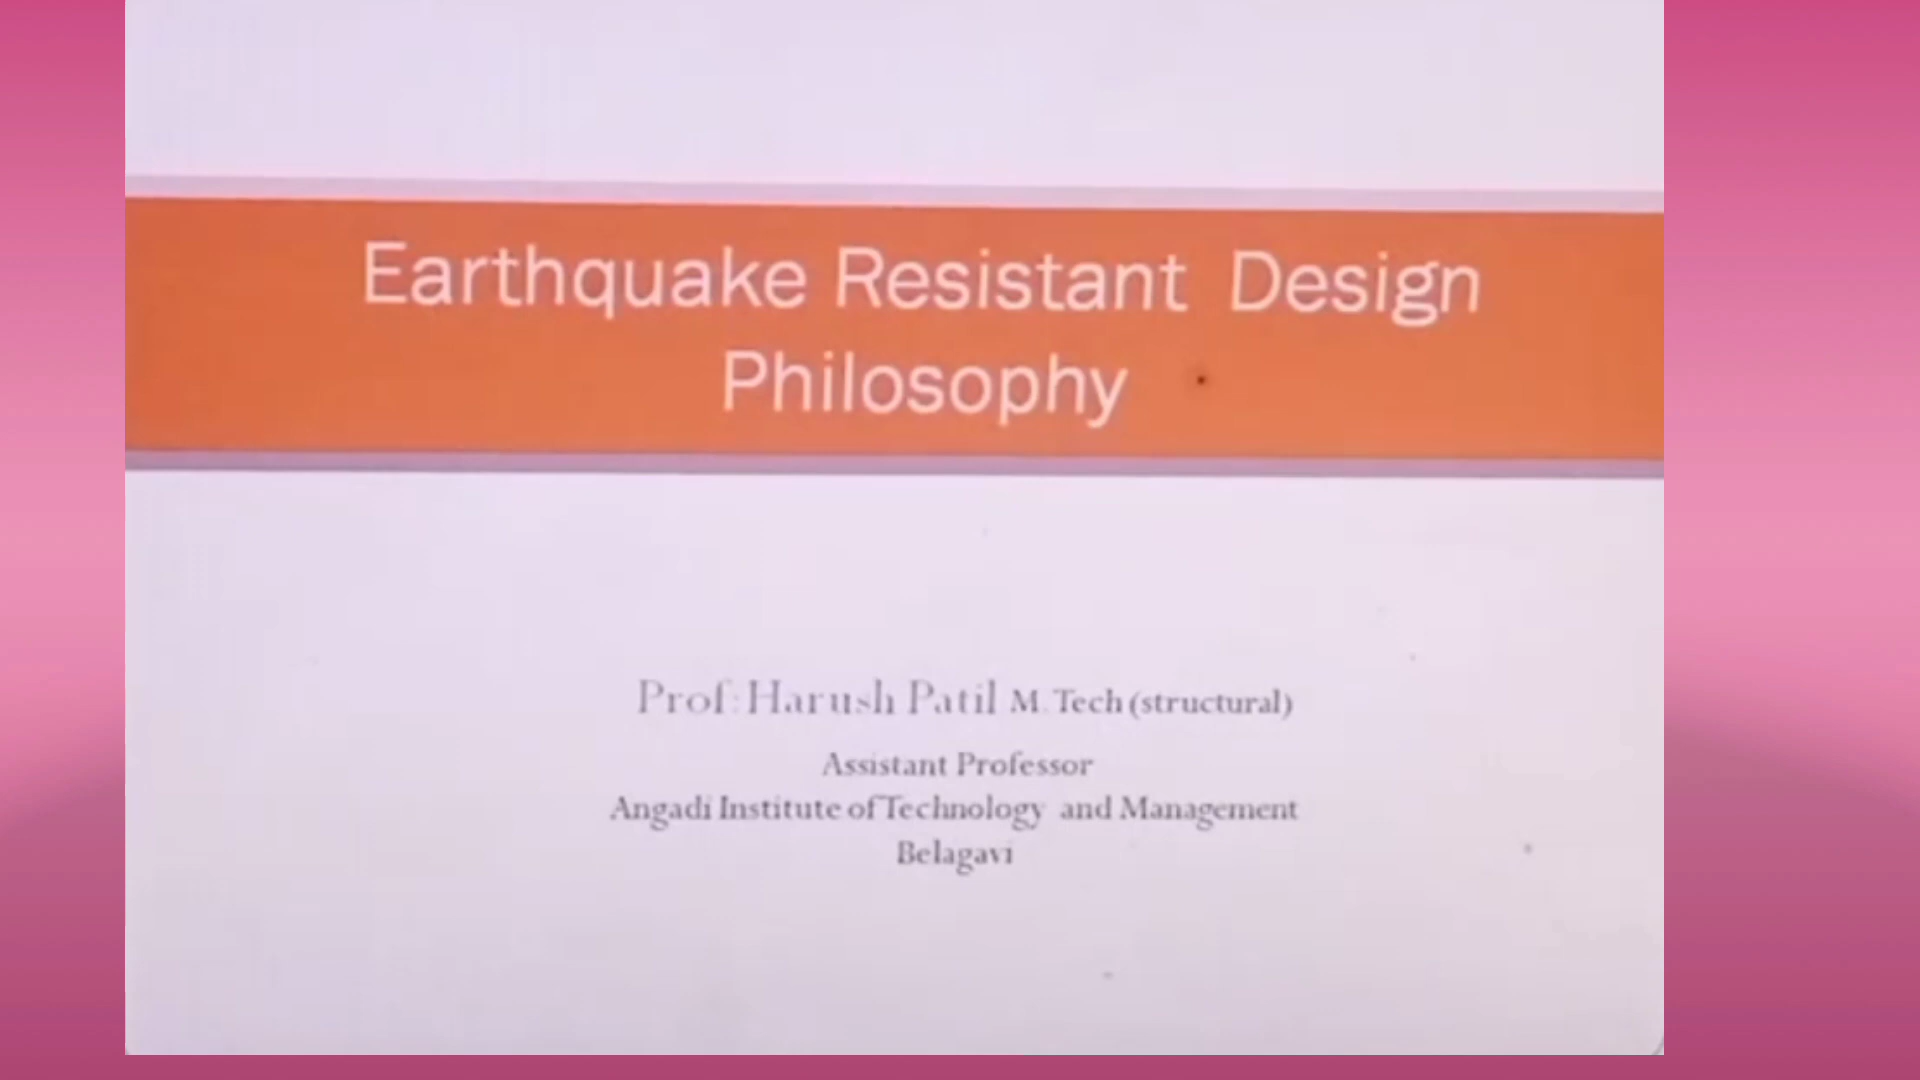 Earthquake Resistant Design
Philosophy
Prof: Harush Patil M. Tech (structural)
Assistant Professor
Angadi Institute of Technology and Management
Belagavi